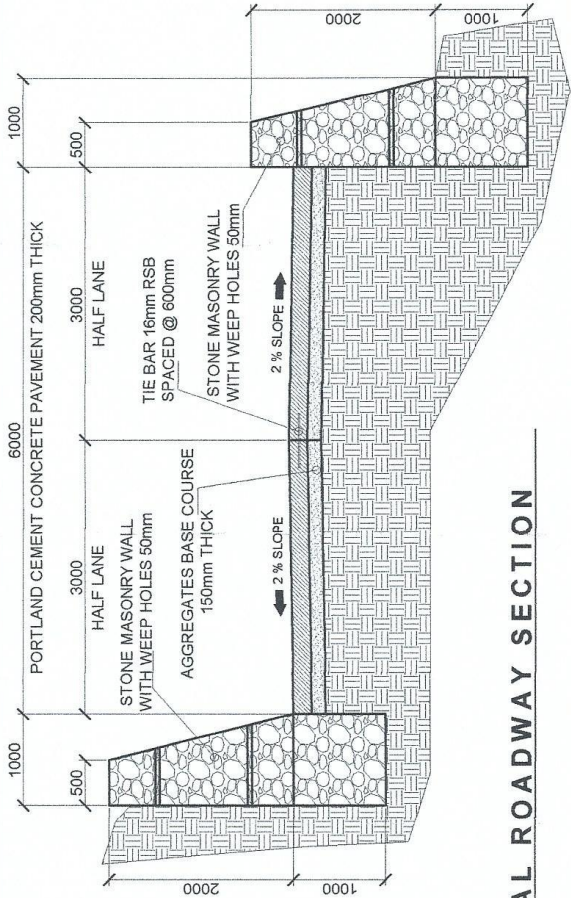 6000
PORTLAND CEMENT CONCRETE PAVEMENT 200mm THICK
1000
1000
500
500
3000
HALF LANE
3000
HALF LANE
STONE MASONRY WALL
WITH WEEP HOLES 50mm
AGGREGATES BASE COURSE
150mm THICK
TIE BAR 16mm RSB
SPACED @ 600mm
STONE MASONRY WALL
WITH WEEP HOLES 50mm
2 % SLOPE
2 % SLOPE
2000
1000
2000
1000
AL ROADWAY SECTION